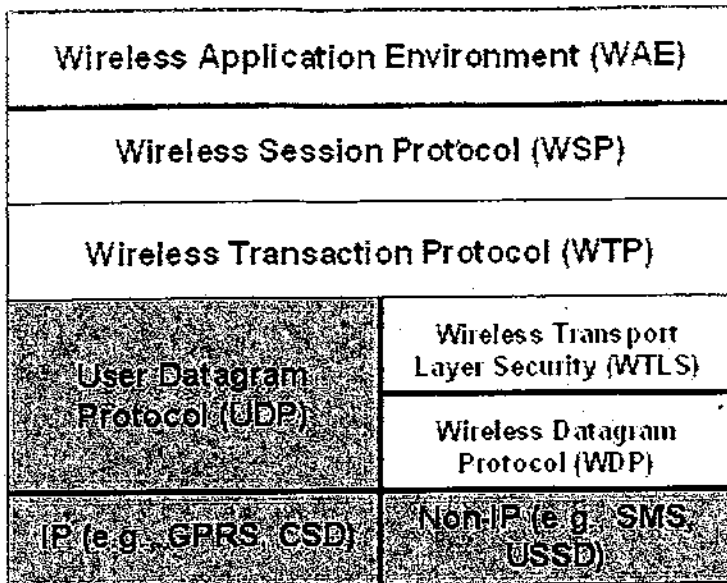 Wireless Application Environment (WAE)
Wireless Session Protocol (WSP)
Wireless Transaction Protocol (WTP)
User Datagram
Protocol (UDP)
Wireless Transport
Layer Security (WTLS)
Wireless Datagram
Protocol (WDP)
IP (e.g., GPRS, CSD)
Non-IP (e.g., SMS,
USSD)